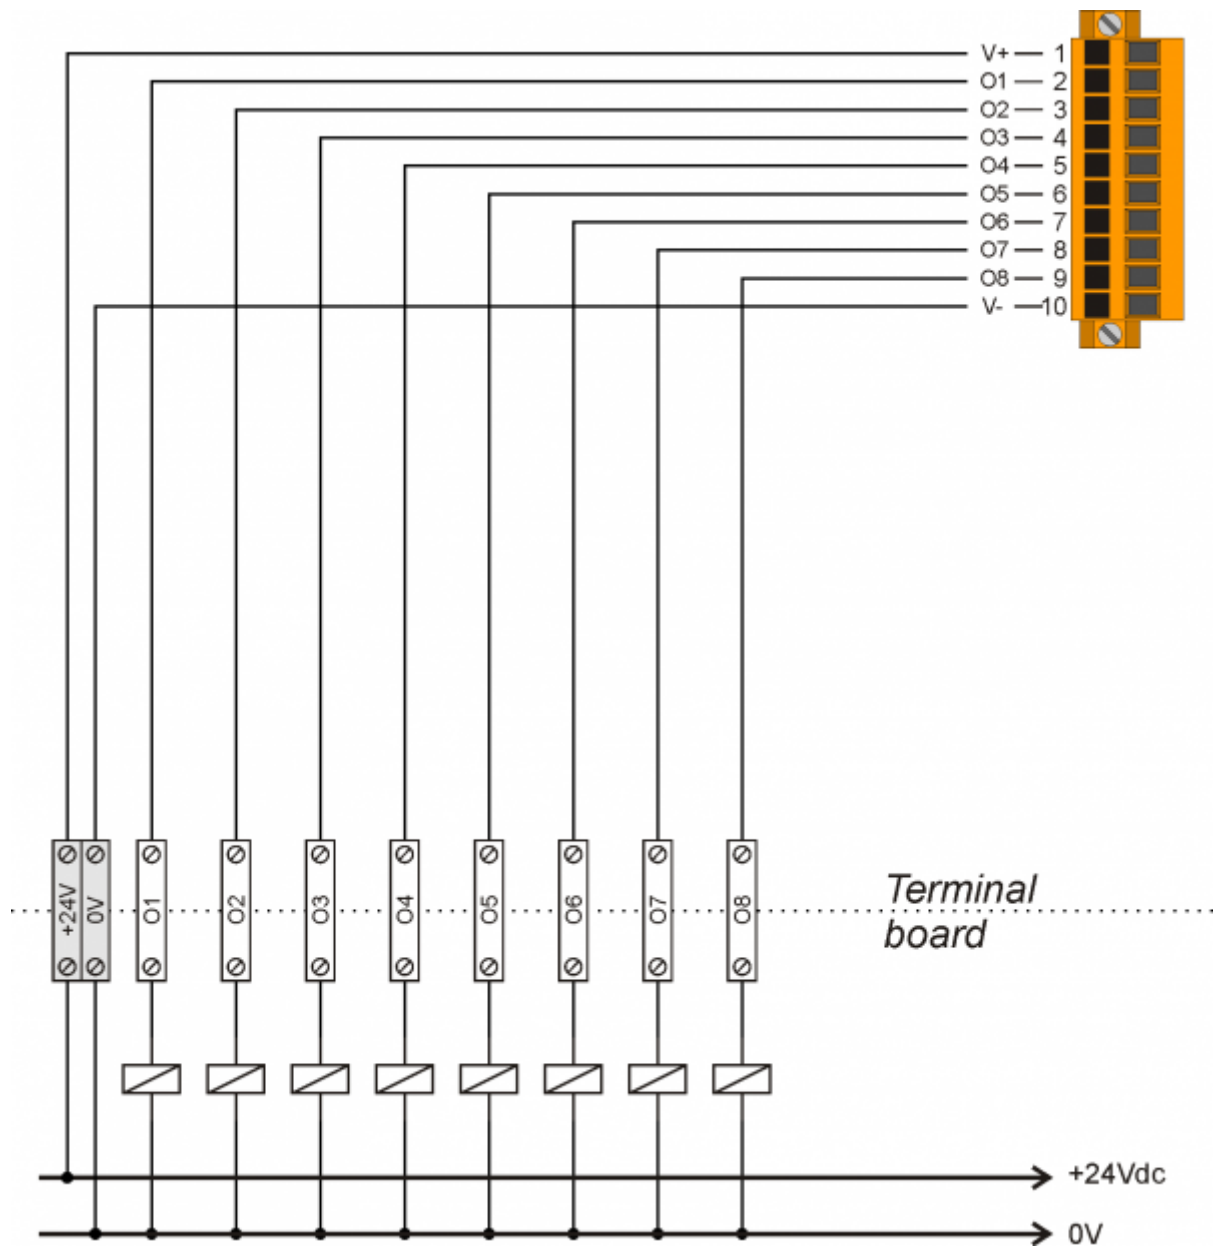 V+ 1
O1 2
O2 3
O3 4
O4 5
O5 6
O6 7
O7 8
O8 9
V- 10
+24V 0V O1 O2 O3 O4 O5 O6 O7 O8
Terminal
board
+24Vdc
0V